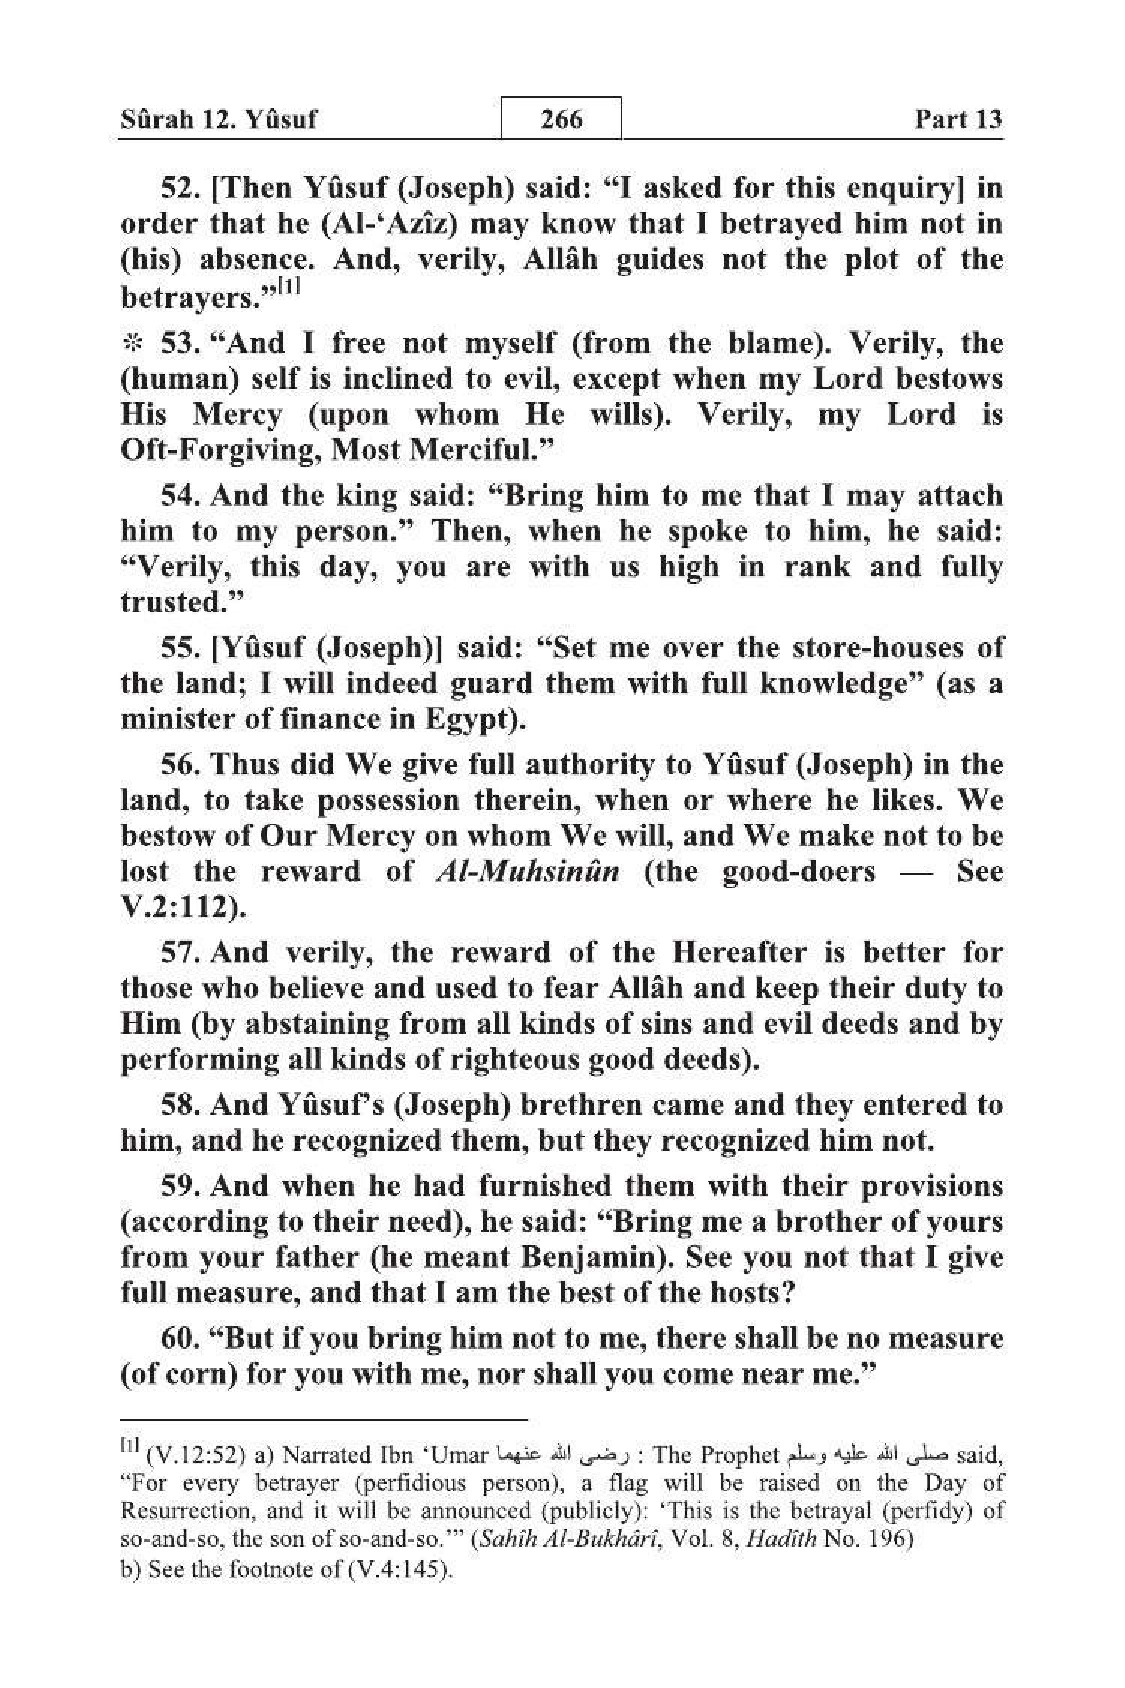 Sûrah 12. Yûsuf 266 Part 13
52. [Then Yûsuf (Joseph) said: “I asked for this enquiry] in
order that he (Al-‘Azîz) may know that I betrayed him not in
(his) absence. And, verily, Allâh guides not the plot of the
betrayers.”[1]
* 53. “And I free not myself (from the blame). Verily, the
(human) self is inclined to evil, except when my Lord bestows
His Mercy (upon whom He wills). Verily, my Lord is
Oft-Forgiving, Most Merciful.”
54. And the king said: “Bring him to me that I may attach
him to my person.” Then, when he spoke to him, he said:
“Verily, this day, you are with us high in rank and fully
trusted.”
55. [Yûsuf (Joseph)] said: “Set me over the store-houses of
the land; I will indeed guard them with full knowledge” (as a
minister of finance in Egypt).
56. Thus did We give full authority to Yûsuf (Joseph) in the
land, to take possession therein, when or where he likes. We
bestow of Our Mercy on whom We will, and We make not to be
lost the reward of Al-Muhsinûn (the good-doers — See
V.2:112).
57. And verily, the reward of the Hereafter is better for
those who believe and used to fear Allâh and keep their duty to
Him (by abstaining from all kinds of sins and evil deeds and by
performing all kinds of righteous good deeds).
58. And Yûsuf’s (Joseph) brethren came and they entered to
him, and he recognized them, but they recognized him not.
59. And when he had furnished them with their provisions
(according to their need), he said: “Bring me a brother of yours
from your father (he meant Benjamin). See you not that I give
full measure, and that I am the best of the hosts?
60. “But if you bring him not to me, there shall be no measure
(of corn) for you with me, nor shall you come near me.”
[1] (V.12:52) a) Narrated Ibn ‘Umar رضى الله عنهما : The Prophet صلى الله عليه وسلم said,
“For every betrayer (perfidious person), a flag will be raised on the Day of
Resurrection, and it will be announced (publicly): ‘This is the betrayal (perfidy) of
so-and-so, the son of so-and-so.’” (Sahîh Al-Bukhârî, Vol. 8, Hadîth No. 196)
b) See the footnote of (V.4:145).